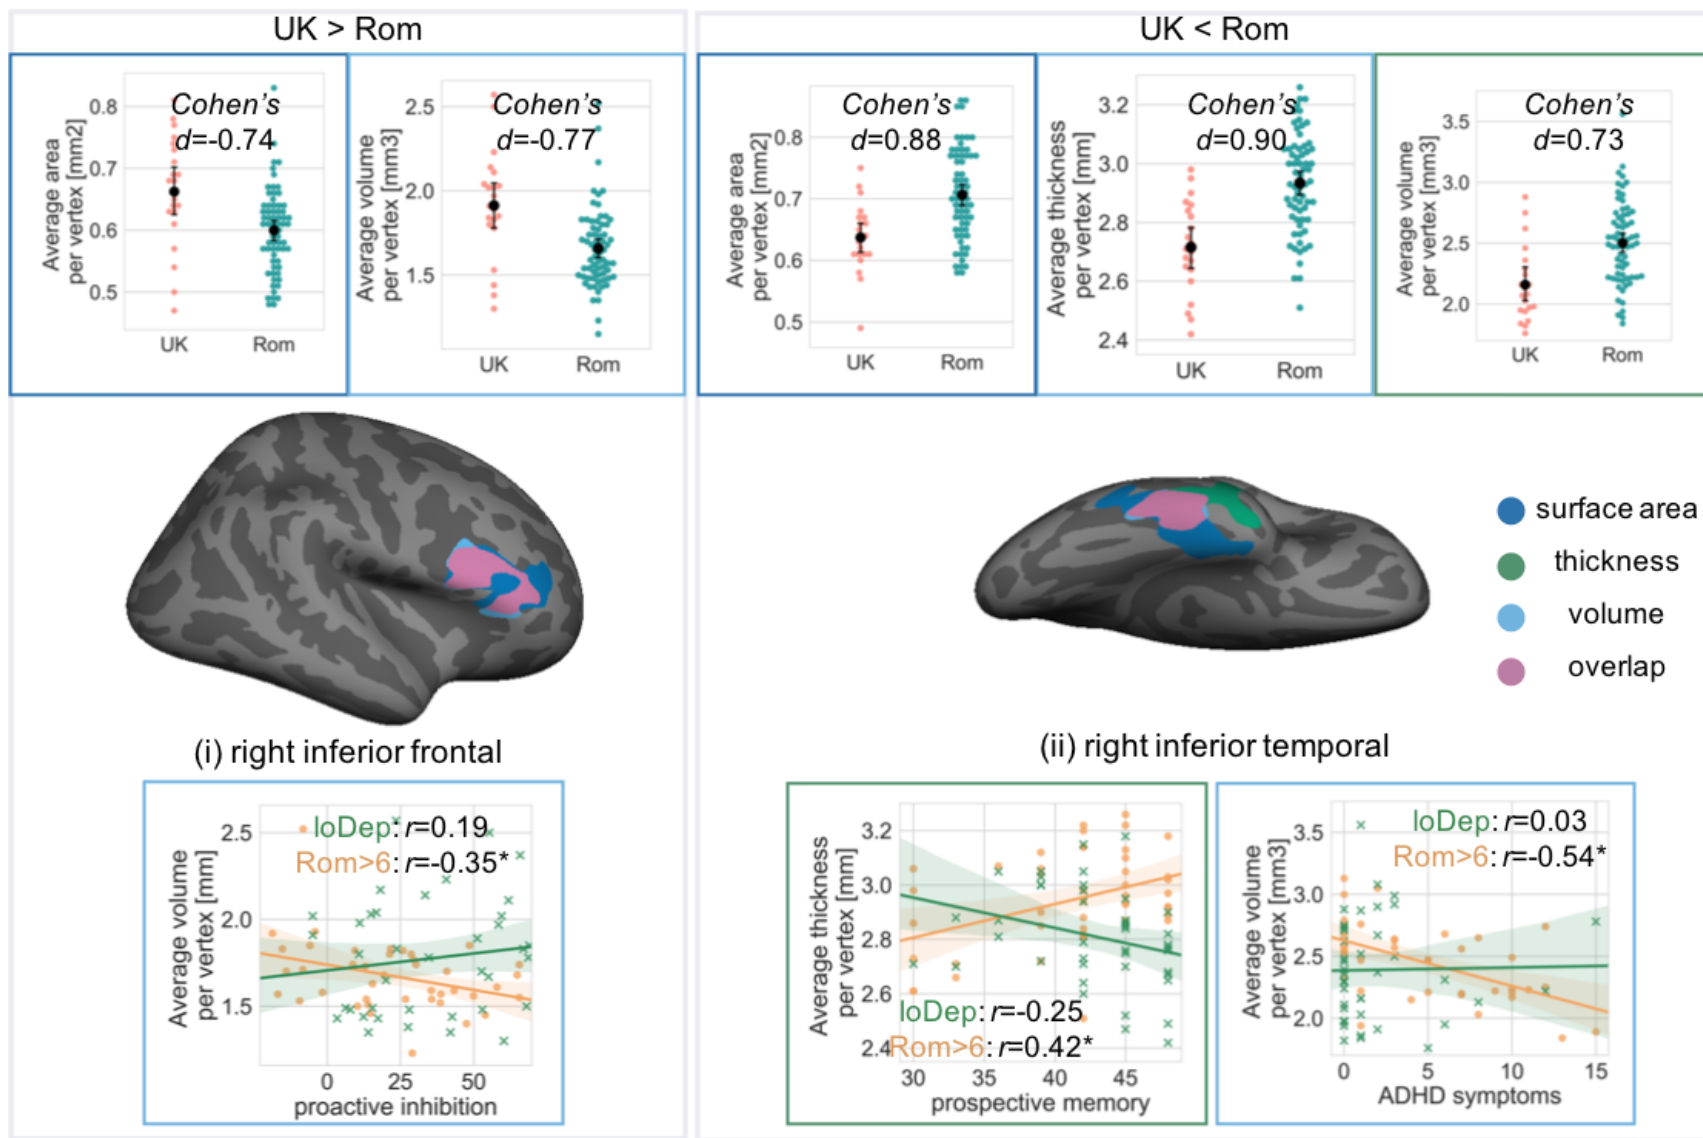 UK > Rom
UK < Rom
Average area
per vertex [mm2]
0.8
0.7
0.6
0.5
Cohen's
d=-0.74
UK Rom
Average volume
per vertex [mm3]
2.5
2.0
1.5
Cohen's
d=-0.77
UK Rom
Average area
per vertex [mm2]
0.8
0.7
0.6
0.5
Cohen's
d=0.88
UK Rom
Average thickness
per vertex [mm]
3.2
3.0
2.8
2.6
2.4
Cohen's
d=0.90
UK Rom
Average volume
per vertex [mm3]
3.5
3.0
2.5
2.0
Cohen's
d=0.73
UK Rom
surface area
thickness
volume
overlap
(i) right inferior frontal
(ii) right inferior temporal
Average volume
per vertex [mm]
2.5
2.0
1.5
loDep: r=0.19
Rom>6: r=-0.35*
0 25 50
proactive inhibition
Average thickness
per vertex [mm]
3.2
3.0
2.8
2.6
2.4
loDep: r=-0.25
Rom>6: r=0.42*
30 35 40 45
prospective memory
Average volume
per vertex [mm3]
3.5
3.0
2.5
2.0
loDep: r=0.03
Rom>6: r=-0.54*
0 5 10 15
ADHD symptoms